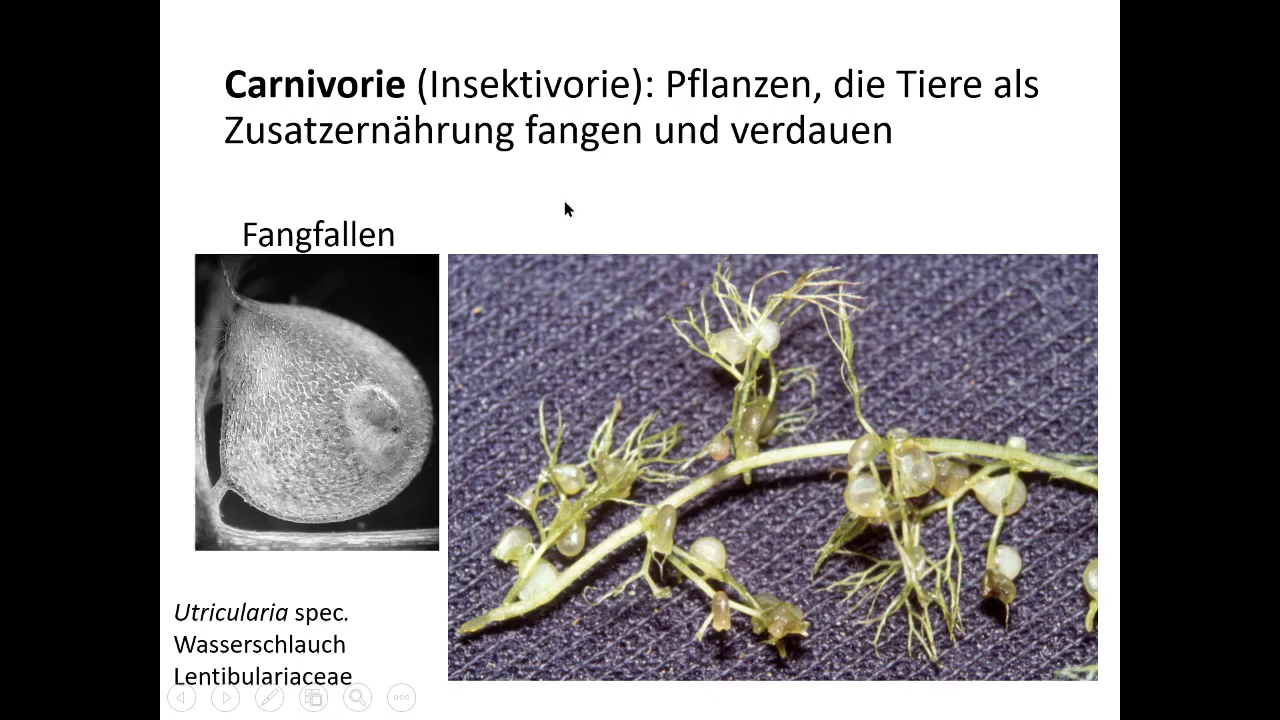 Carnivorie (Insektivorie): Pflanzen, die Tiere als
Zusatzernährung fangen und verdauen
Fangfallen
Utricularia spec.
Wasserschlauch
Lentibulariaceae